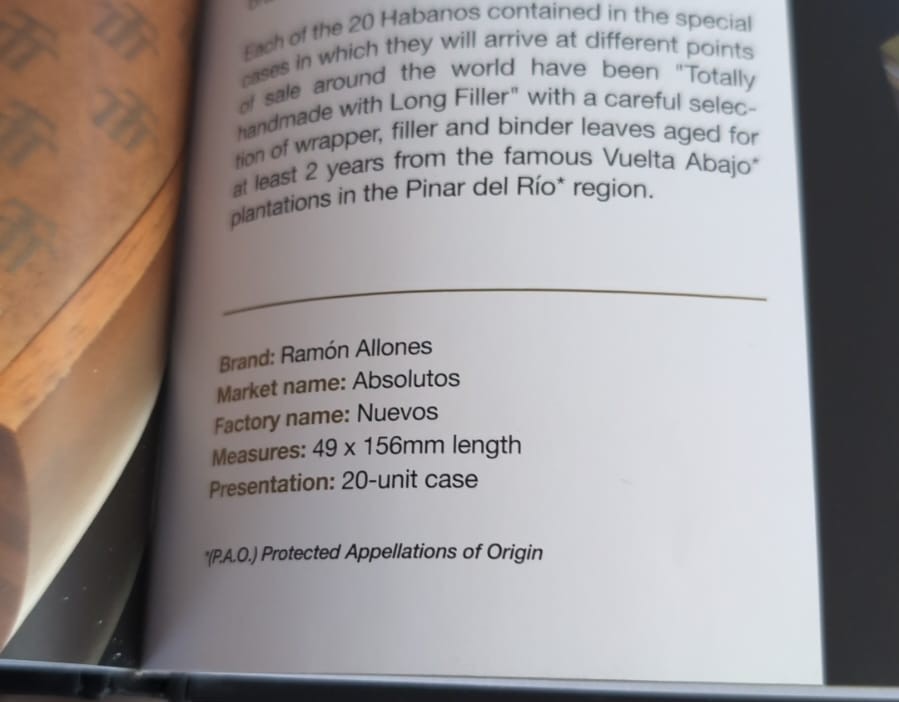 Each of the 20 Habanos contained in the special
cases in which they will arrive at different points
of sale around the world have been "Totally
handmade with Long Filler" with a careful selec-
tion of wrapper, filler and binder leaves aged for
at least 2 years from the famous Vuelta Abajo*
plantations in the Pinar del Río* region.
Brand: Ramón Allones
Market name: Absolutos
Factory name: Nuevos
Measures: 49 x 156mm length
Presentation: 20-unit case
*(P.A.O.) Protected Appellations of Origin